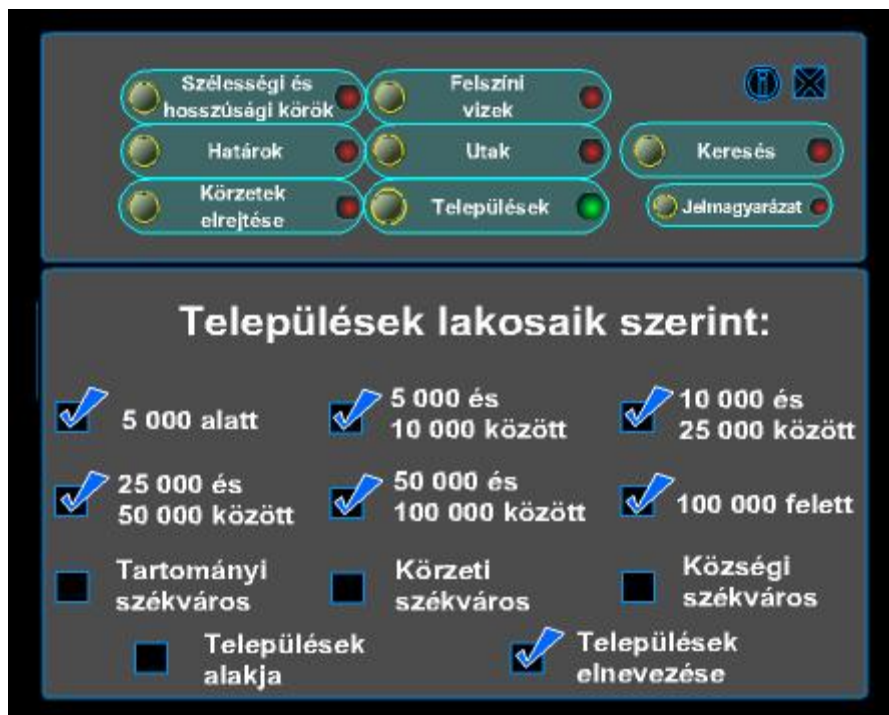 Szélességi és
hosszúsági körök
Felszíni
vizek
Határok
Utak
Keresés
Körzetek
elrejtése
Települések
Jelmagyarázat
Települések lakosaik szerint:
5 000 alatt
5 000 és
10 000 között
10 000 és
25 000 között
25 000 és
50 000 között
50 000 és
100 000 között
100 000 felett
Tartományi
székváros
Körzeti
székváros
Községi
székváros
Települések
alakja
Települések
elnevezése